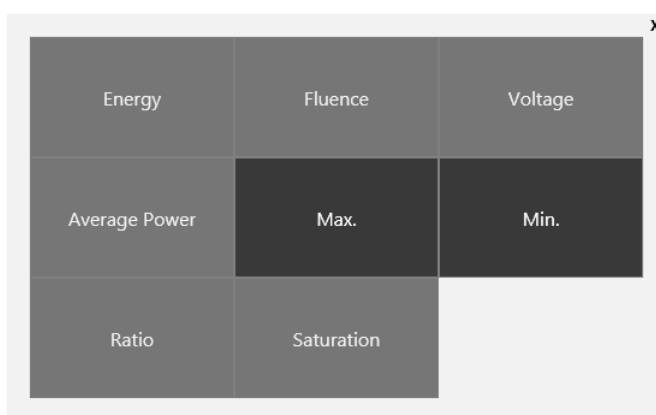 x
Energy
Fluence
Voltage
Average Power
Max.
Min.
Ratio
Saturation